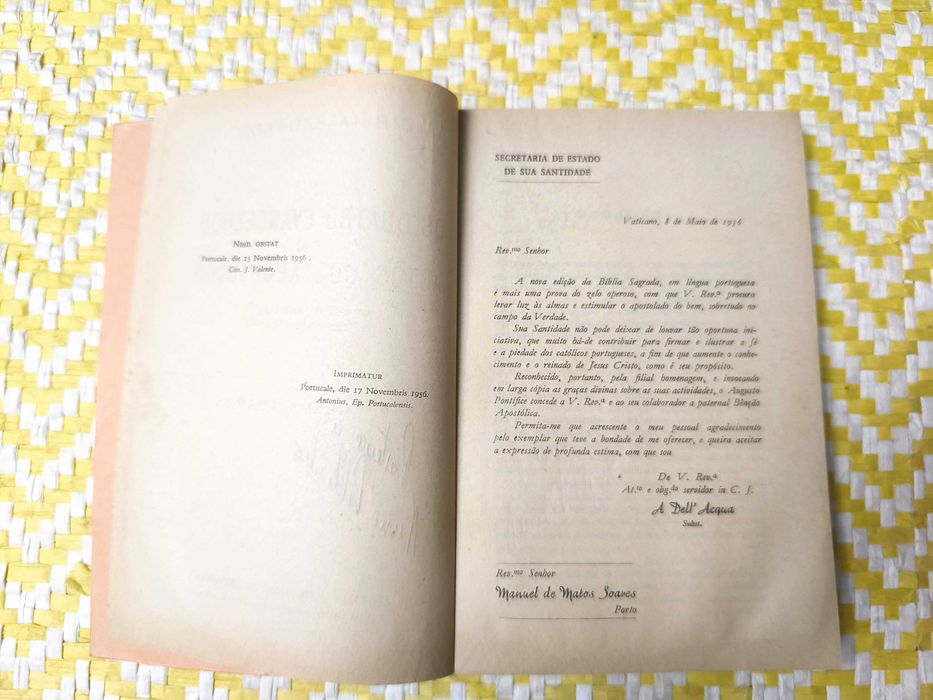 Nihil obstat
Portucale, die 15 Novembris 1956.
Con. J. Valente.
Imprimatur
Portucale, die 17 Novembris 1956.
Antonius, Ep. Portucalensis.
SECRETARIA DE ESTADO
DE SUA SANTIDADE
Vaticano, 8 de Maio de 1956
Rev.mo Senhor
A nova edição da Bíblia Sagrada, em língua portuguesa
é mais uma prova do zelo operoso, com que V. Rev.a procura
levar luz às almas e estimular o apostolado do bem, sobretudo no
campo da Verdade.
Sua Santidade não pode deixar de louvar tão oportuna ini-
ciativa, que muito há-de contribuir para firmar e ilustrar a fé
e a piedade dos católicos portugueses, a fim de que aumente o conhe-
cimento e o reinado de Jesus Cristo, como é seu propósito.
Reconhecido, portanto, pela filial homenagem, e invocando
em larga cópia as graças divinas sobre as suas actividades, o Augusto
Pontífice concede a V. Rev.a e ao seu colaborador a paternal Bênção
Apostólica.
Permita-me que acrescente o meu pessoal agradecimento
pelo exemplar que teve a bondade de me oferecer, e queira aceitar
a expressão de profunda estima, com que sou
De V. Rev.a
At.to e obg.do servidor in C. J.
A Dell' Acqua
Subst.
Rev.mo Senhor
Manuel de Matos Soares
Porto